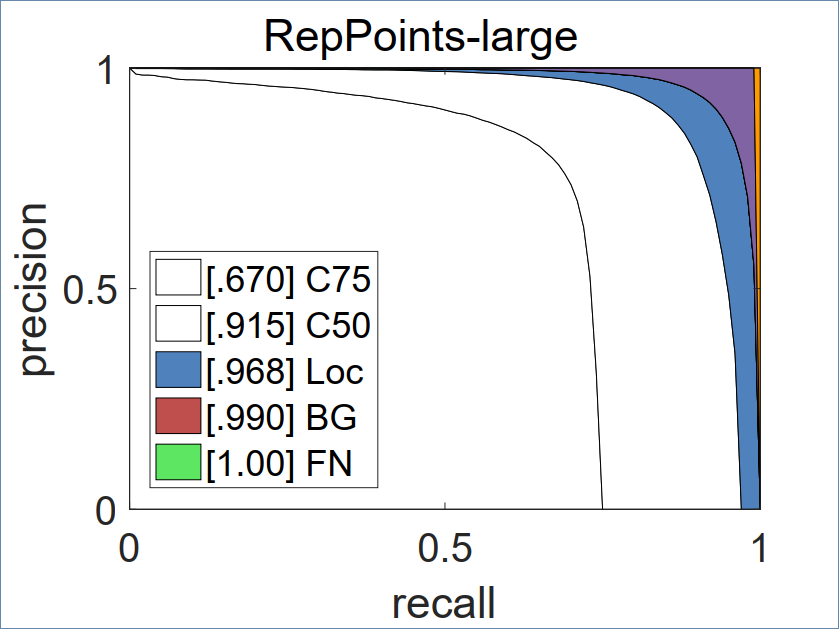 RepPoints-large
1
precision
0.5
[.670] C75
[.915] C50
[.968] Loc
[.990] BG
[1.00] FN
0
0 0.5 1
recall